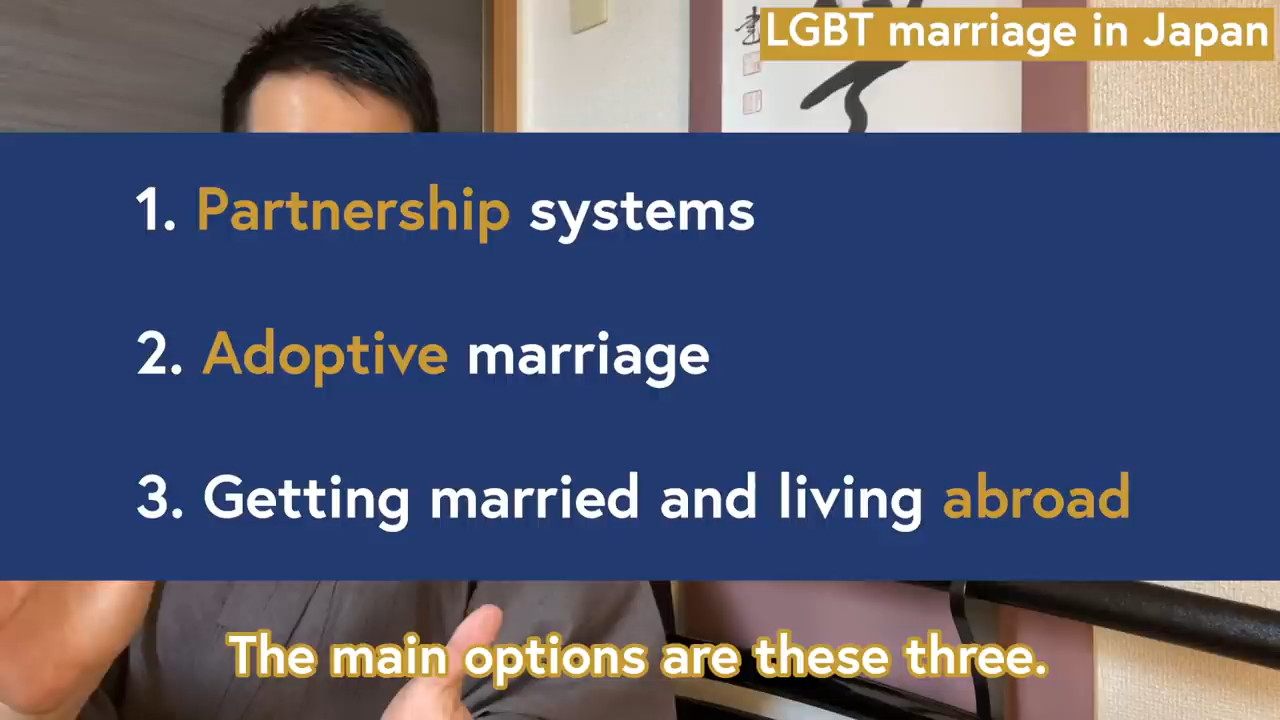 LGBT marriage in Japan
1. Partnership systems
2. Adoptive marriage
3. Getting married and living abroad
The main options are these three.